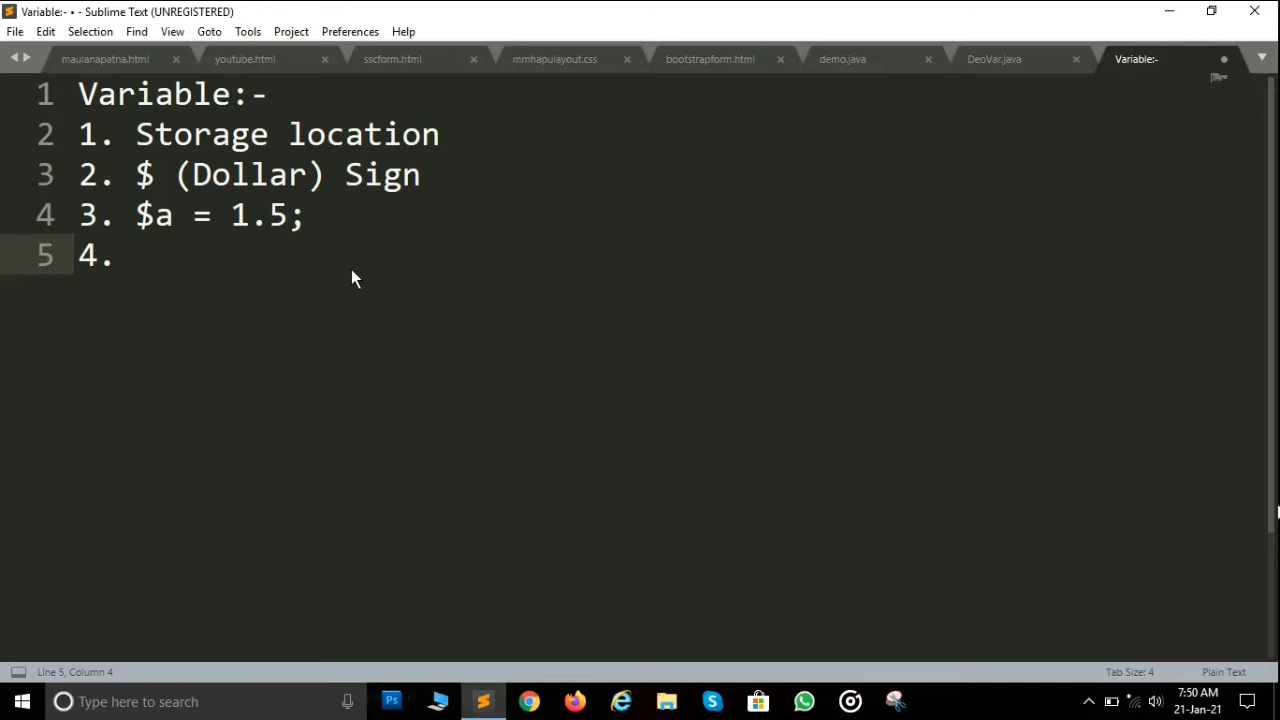 Variable:- • - Sublime Text (UNREGISTERED)
File Edit Selection Find View Goto Tools Project Preferences Help
maulanapatna.html youtube.html sscform.html mmhapulayout.css bootstrapform.html demo.java DeoVar.java Variable:-
1 Variable:-
2 1. Storage location
3 2. $ (Dollar) Sign
4 3. $a = 1.5;
5 4.
Line 5, Column 4 Tab Size: 4 Plain Text
Type here to search
Ps
7:50 AM
21-Jan-21